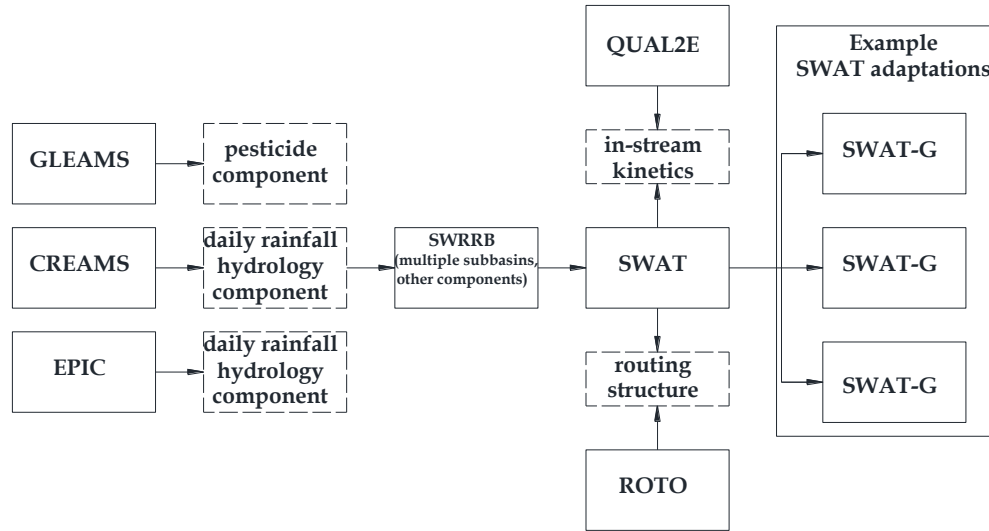 QUAL2E
Example
SWAT adaptations
GLEAMS
pesticide
component
in-stream
kinetics
SWAT-G
CREAMS
daily rainfall
hydrology
component
SWRRB
(multiple subbasins,
other components)
SWAT
SWAT-G
EPIC
daily rainfall
hydrology
component
routing
structure
SWAT-G
ROTO